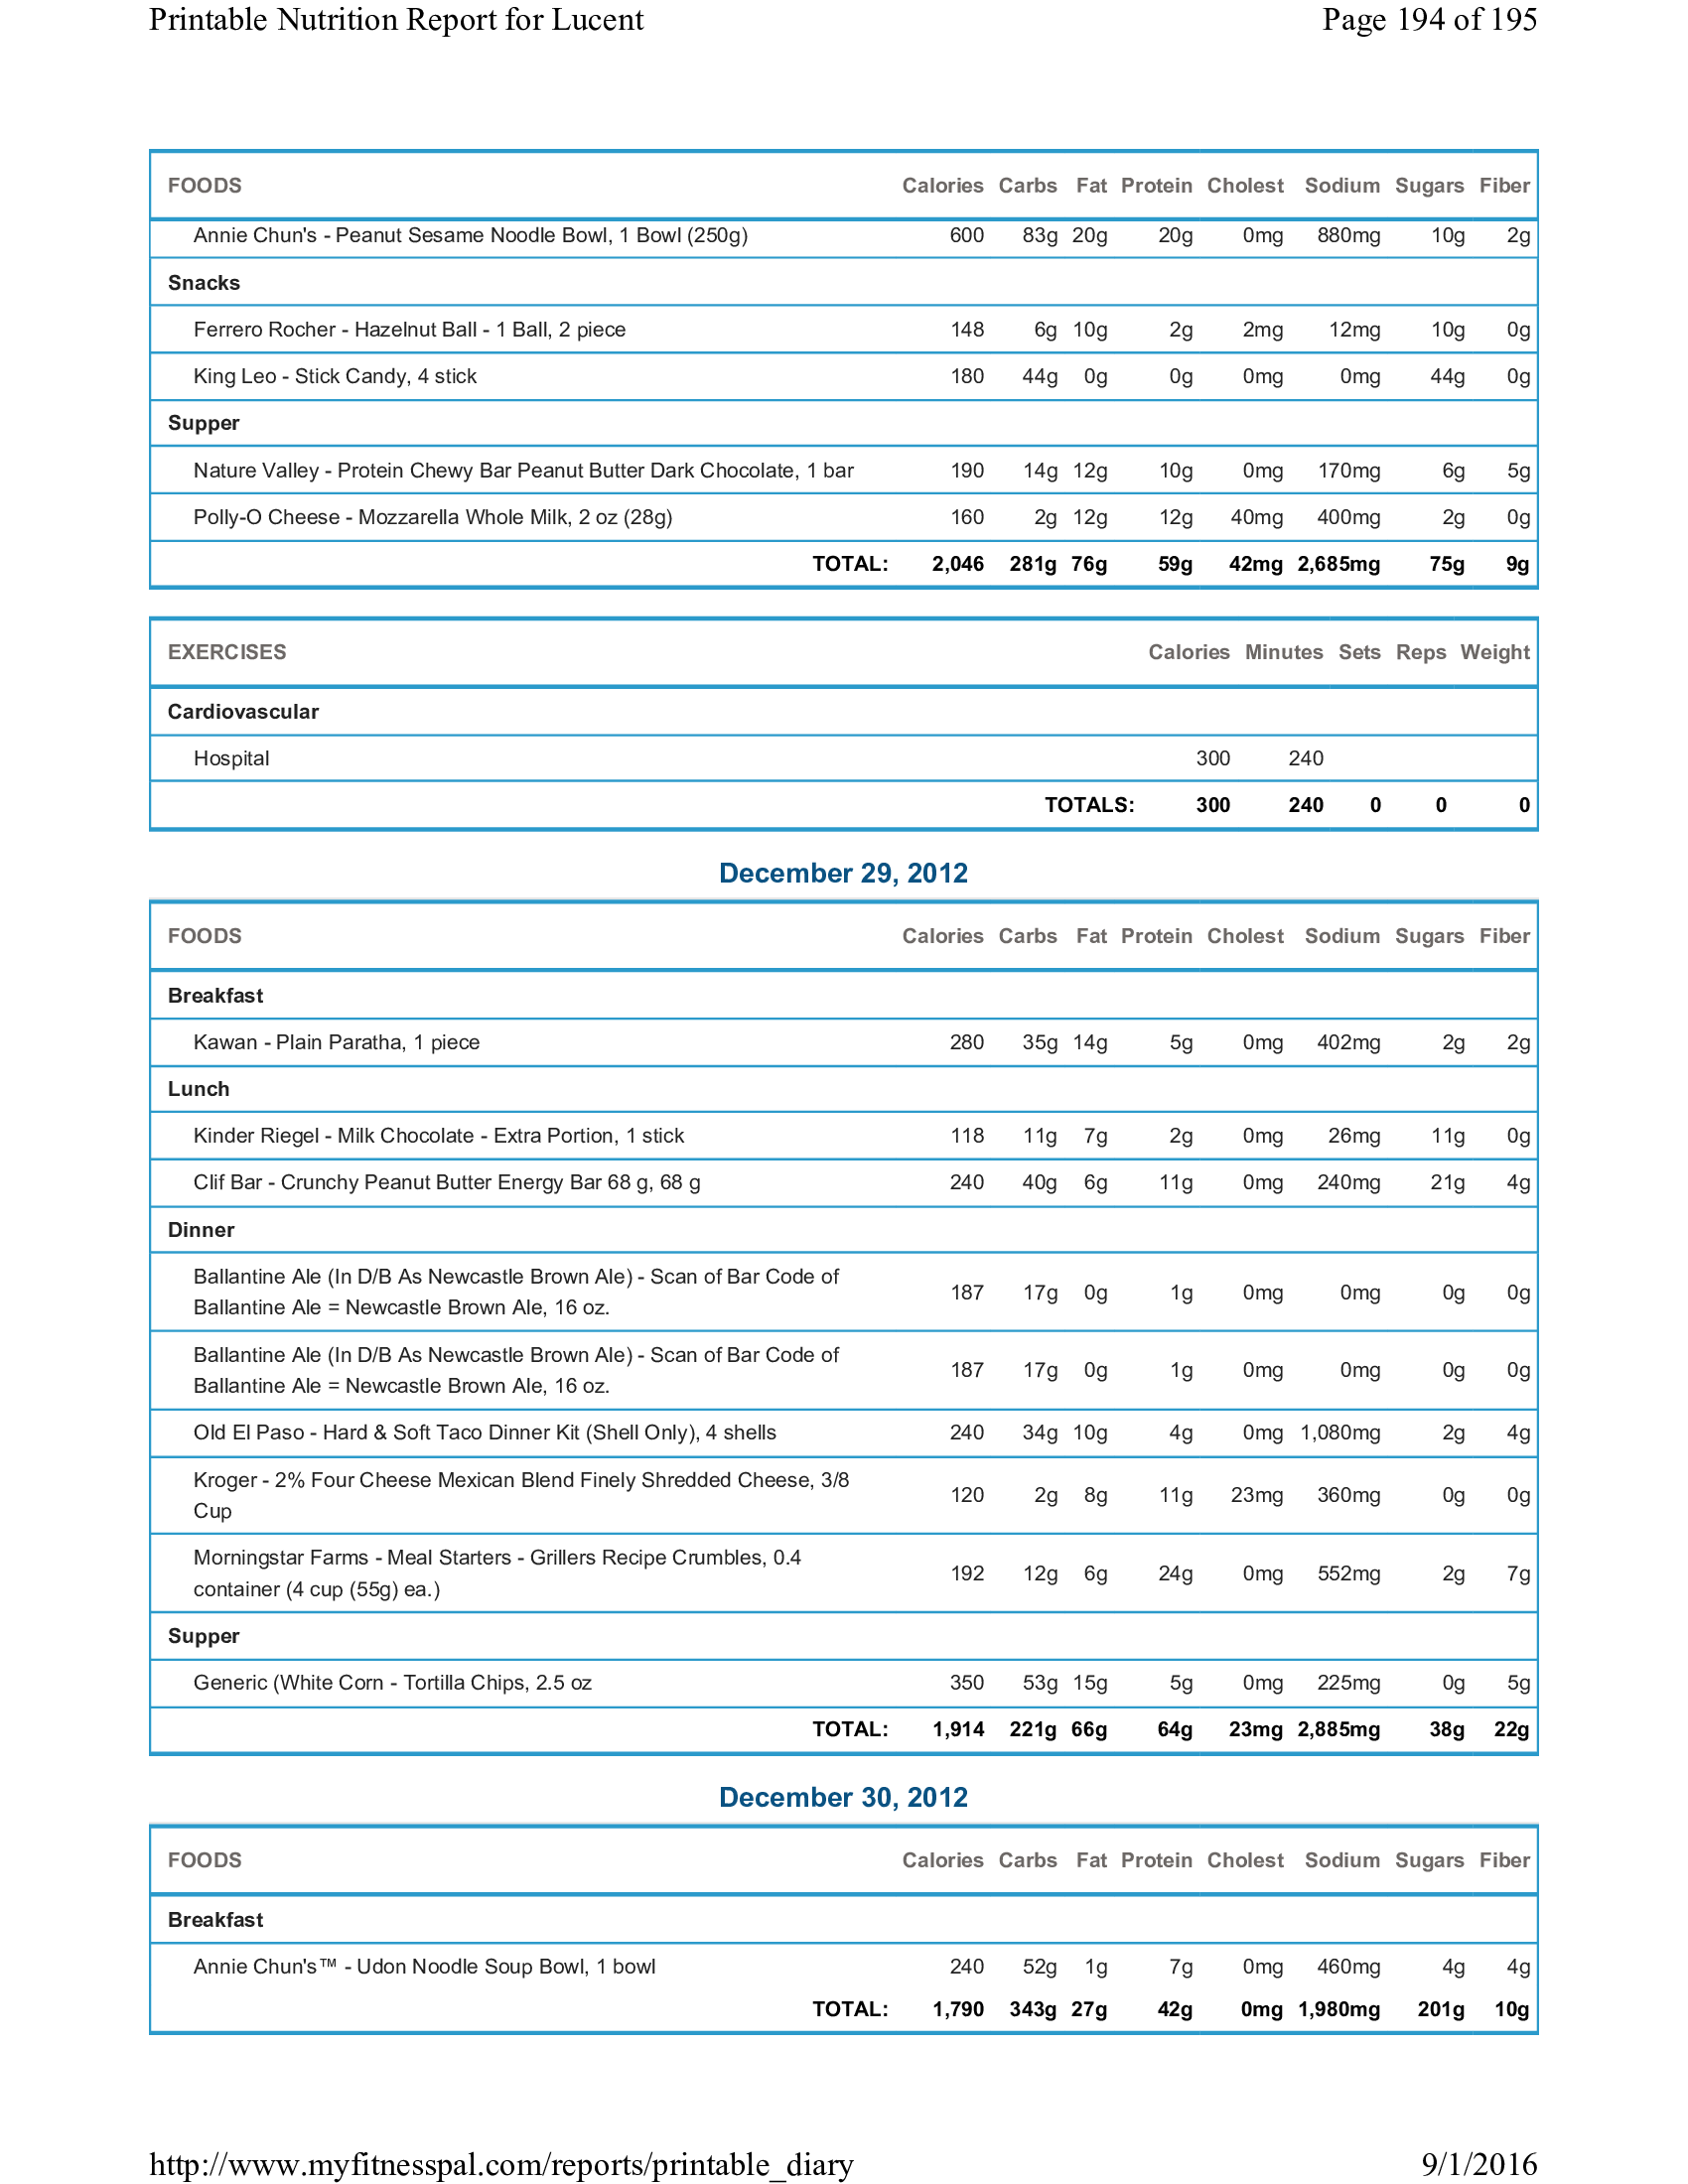 Printable Nutrition Report for Lucent Page 194 of 195
FOODS Calories Carbs Fat Protein Cholest Sodium Sugars Fiber
Annie Chun's - Peanut Sesame Noodle Bowl, 1 Bowl (250g) 600 83g 20g 20g 0mg 880mg 10g 2g
Snacks
Ferrero Rocher - Hazelnut Ball - 1 Ball, 2 piece 148 6g 10g 2g 2mg 12mg 10g 0g
King Leo - Stick Candy, 4 stick 180 44g 0g 0g 0mg 0mg 44g 0g
Supper
Nature Valley - Protein Chewy Bar Peanut Butter Dark Chocolate, 1 bar 190 14g 12g 10g 0mg 170mg 6g 5g
Polly-O Cheese - Mozzarella Whole Milk, 2 oz (28g) 160 2g 12g 12g 40mg 400mg 2g 0g
TOTAL: 2,046 281g 76g 59g 42mg 2,685mg 75g 9g
EXERCISES Calories Minutes Sets Reps Weight
Cardiovascular
Hospital 300 240
TOTALS: 300 240 0 0 0
December 29, 2012
FOODS Calories Carbs Fat Protein Cholest Sodium Sugars Fiber
Breakfast
Kawan - Plain Paratha, 1 piece 280 35g 14g 5g 0mg 402mg 2g 2g
Lunch
Kinder Riegel - Milk Chocolate - Extra Portion, 1 stick 118 11g 7g 2g 0mg 26mg 11g 0g
Clif Bar - Crunchy Peanut Butter Energy Bar 68 g, 68 g 240 40g 6g 11g 0mg 240mg 21g 4g
Dinner
Ballantine Ale (In D/B As Newcastle Brown Ale) - Scan of Bar Code of
Ballantine Ale = Newcastle Brown Ale, 16 oz. 187 17g 0g 1g 0mg 0mg 0g 0g
Ballantine Ale (In D/B As Newcastle Brown Ale) - Scan of Bar Code of
Ballantine Ale = Newcastle Brown Ale, 16 oz. 187 17g 0g 1g 0mg 0mg 0g 0g
Old El Paso - Hard & Soft Taco Dinner Kit (Shell Only), 4 shells 240 34g 10g 4g 0mg 1,080mg 2g 4g
Kroger - 2% Four Cheese Mexican Blend Finely Shredded Cheese, 3/8
Cup 120 2g 8g 11g 23mg 360mg 0g 0g
Morningstar Farms - Meal Starters - Grillers Recipe Crumbles, 0.4
container (4 cup (55g) ea.) 192 12g 6g 24g 0mg 552mg 2g 7g
Supper
Generic (White Corn - Tortilla Chips, 2.5 oz 350 53g 15g 5g 0mg 225mg 0g 5g
TOTAL: 1,914 221g 66g 64g 23mg 2,885mg 38g 22g
December 30, 2012
FOODS Calories Carbs Fat Protein Cholest Sodium Sugars Fiber
Breakfast
Annie Chun's™ - Udon Noodle Soup Bowl, 1 bowl 240 52g 1g 7g 0mg 460mg 4g 4g
TOTAL: 1,790 343g 27g 42g 0mg 1,980mg 201g 10g
http://www.myfitnesspal.com/reports/printable_diary 9/1/2016